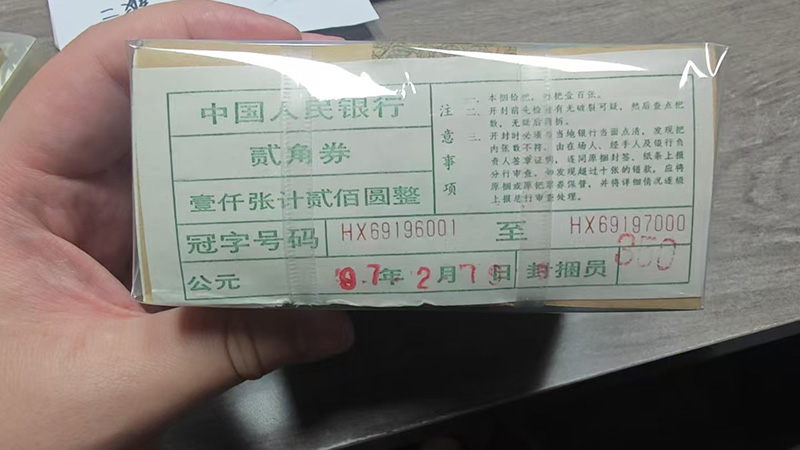 中国人民银行
贰角券
壹仟张计贰佰圆整
冠字号码 HX69196001 至 HX69197000
公元 97年2月7 日 封捆员 350
注意事项
一、本捆拾把，每把壹百张。
二、开封前先检查有无破裂可疑，然后查点把
数，无疑后再拆。
三、开封时必须与当地银行当面点清，发现把
内张数不符，由在场人、经手人及银行负
责人签章证明，连同原捆封签、纸条上报
分行审查。如发现超过十张的错款，应将
原捆或原把票券保管，并将详细情况逐级
上报总行审查处理。